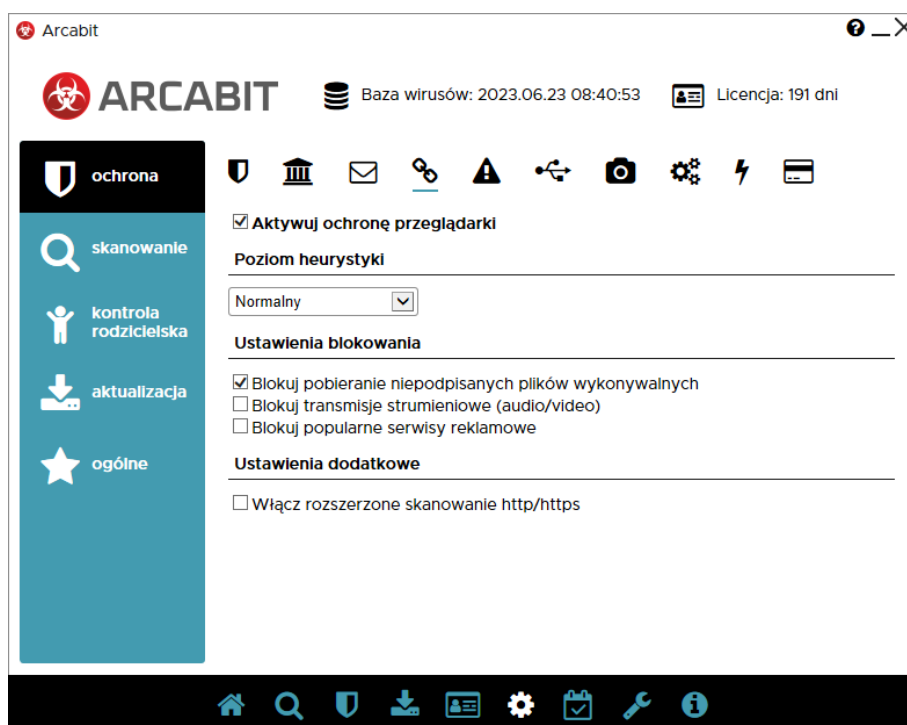 Arcabit
ARCABIT
Baza wirusów: 2023.06.23 08:40:53
Licencja: 191 dni
ochrona
skanowanie
kontrola
rodzicielska
aktualizacja
ogólne
Aktywuj ochronę przeglądarki
Poziom heurystyki
Normalny
Ustawienia blokowania
Blokuj pobieranie niepodpisanych plików wykonywalnych
Blokuj transmisje strumieniowe (audio/video)
Blokuj popularne serwisy reklamowe
Ustawienia dodatkowe
Włącz rozszerzone skanowanie http/https